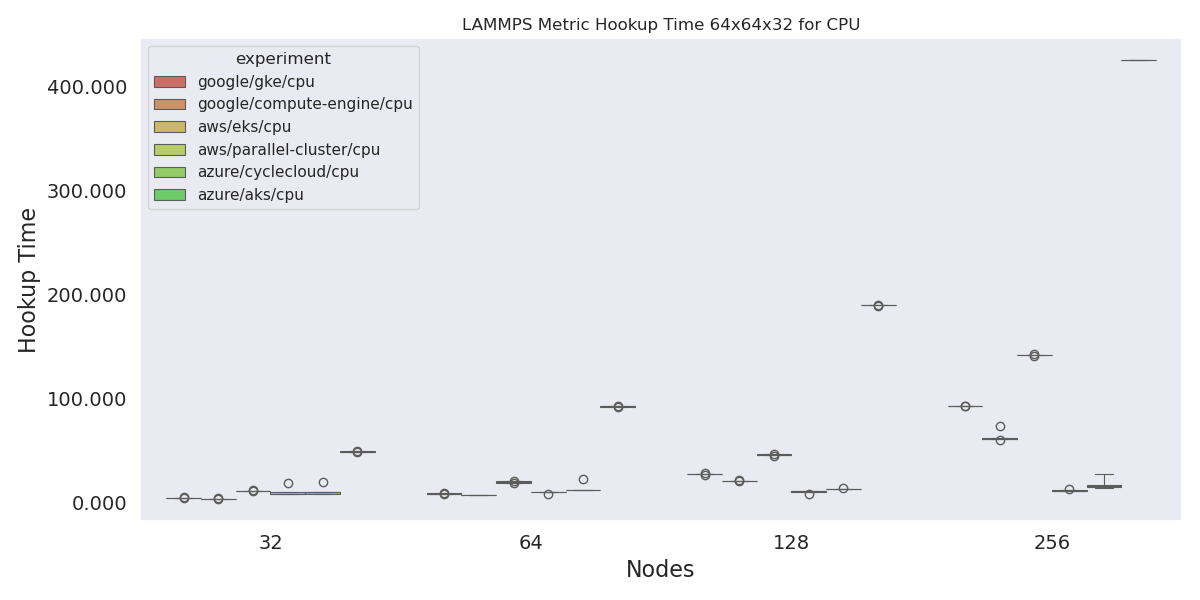 LAMMPS Metric Hookup Time 64x64x32 for CPU
experiment
google/gke/cpu
google/compute-engine/cpu
aws/eks/cpu
aws/parallel-cluster/cpu
azure/cyclecloud/cpu
azure/aks/cpu
Hookup Time
400.000
300.000
200.000
100.000
0.000
32 64 128 256
Nodes